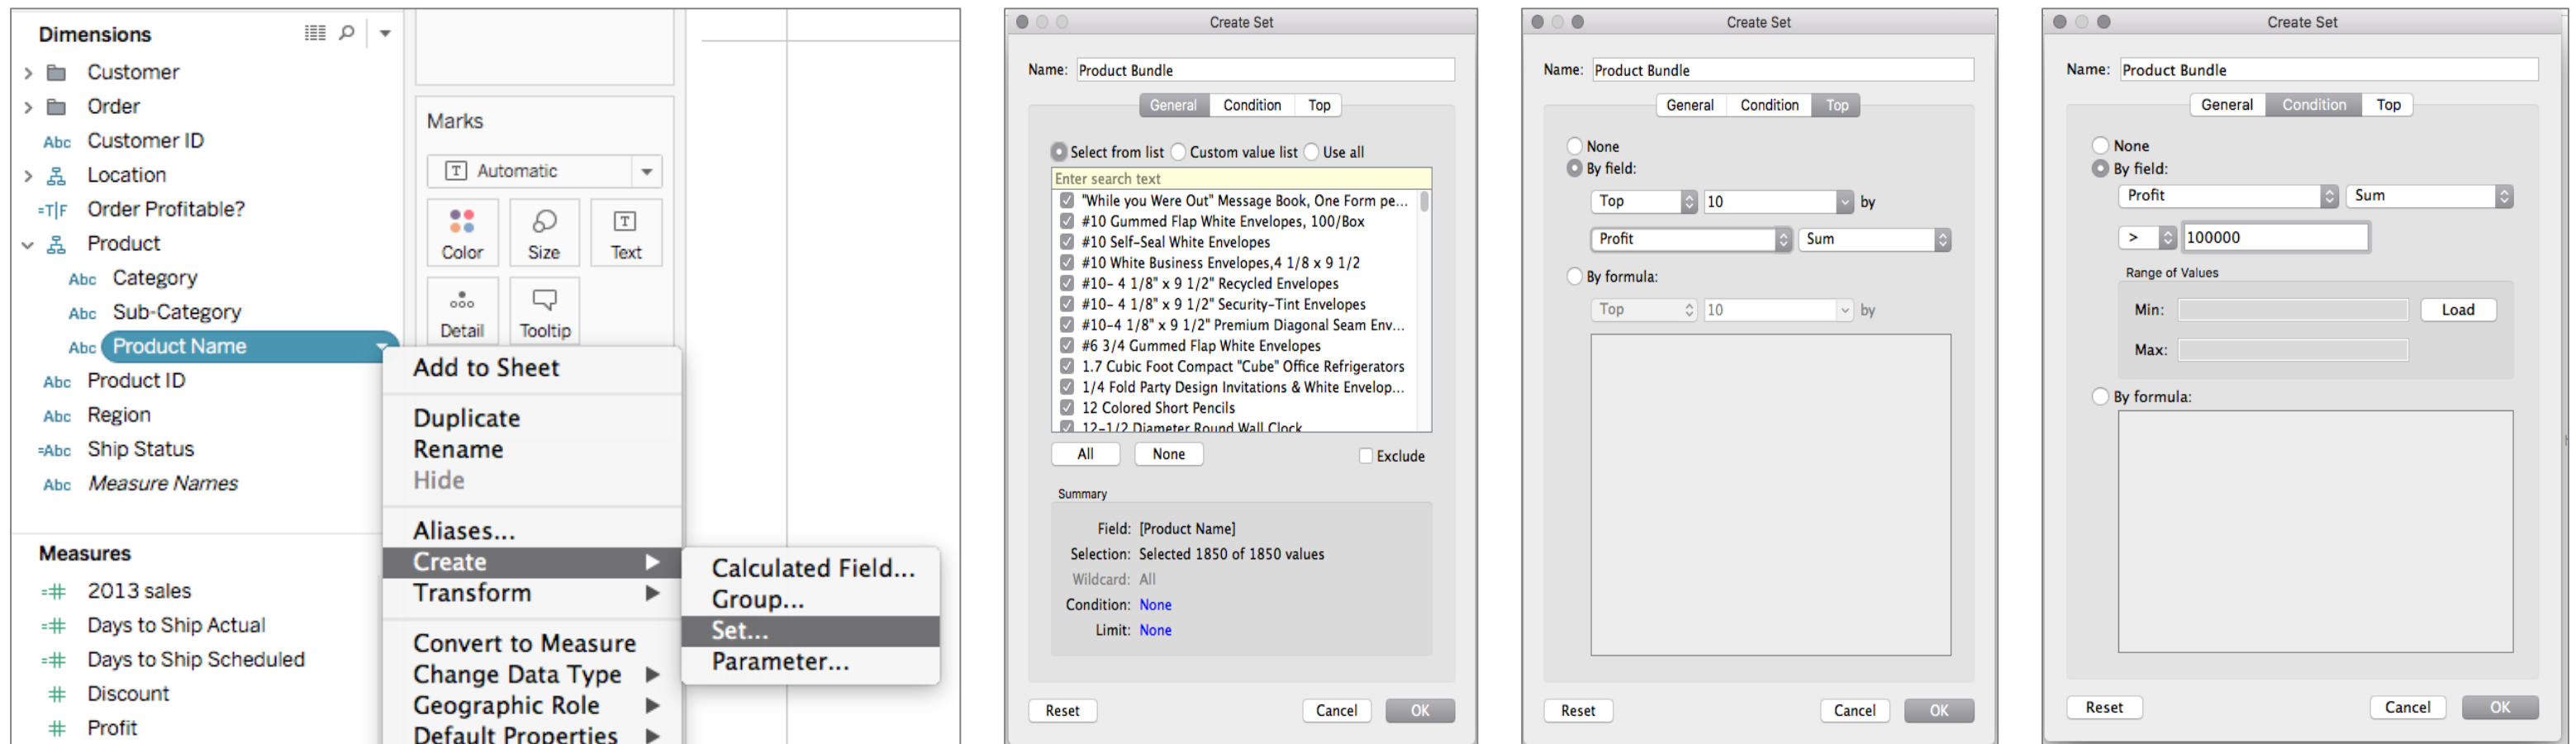 Dimensions
Customer
Order
Abc Customer ID
Location
=T|F Order Profitable?
Product
Abc Category
Abc Sub-Category
Abc Product Name
Abc Product ID
Abc Region
=Abc Ship Status
Abc Measure Names
Measures
=# 2013 sales
=# Days to Ship Actual
=# Days to Ship Scheduled
# Discount
# Profit
Marks
T Automatic
Color Size T Text
Detail Tooltip
Add to Sheet
Duplicate
Rename
Hide
Aliases...
Create
Transform
Convert to Measure
Change Data Type
Geographic Role
Default Properties
Calculated Field...
Group...
Set...
Parameter...
Create Set
Name: Product Bundle
General Condition Top
Select from list Custom value list Use all
Enter search text
"While you Were Out" Message Book, One Form pe...
#10 Gummed Flap White Envelopes, 100/Box
#10 Self-Seal White Envelopes
#10 White Business Envelopes,4 1/8 x 9 1/2
#10- 4 1/8" x 9 1/2" Recycled Envelopes
#10- 4 1/8" x 9 1/2" Security-Tint Envelopes
#10-4 1/8" x 9 1/2" Premium Diagonal Seam Env...
#6 3/4 Gummed Flap White Envelopes
1.7 Cubic Foot Compact "Cube" Office Refrigerators
1/4 Fold Party Design Invitations & White Envelop...
12 Colored Short Pencils
12-1/2 Diameter Round Wall Clock
All None Exclude
Summary
Field: [Product Name]
Selection: Selected 1850 of 1850 values
Wildcard: All
Condition: None
Limit: None
Reset Cancel OK
Create Set
Name: Product Bundle
General Condition Top
None
By field:
Top 10 by
Profit Sum
By formula:
Top 10 by
Reset Cancel OK
Create Set
Name: Product Bundle
General Condition Top
None
By field:
Profit Sum
> 100000
Range of Values
Min: Load
Max:
By formula:
Reset Cancel OK